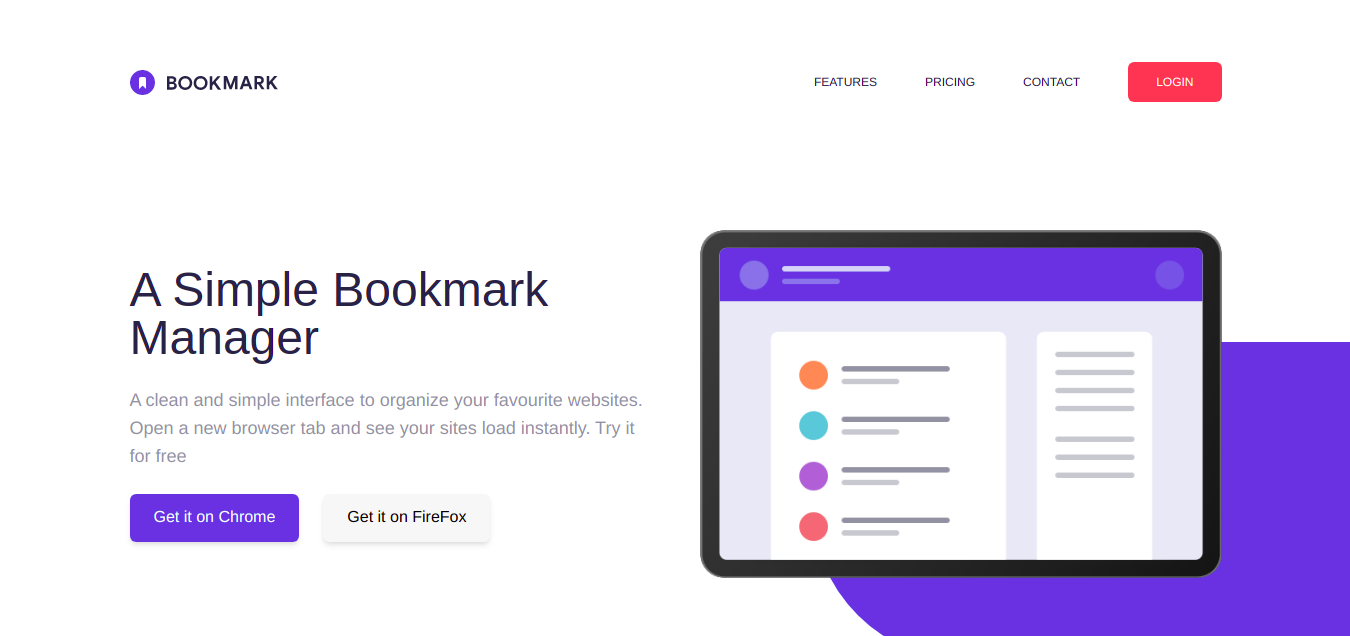 BOOKMARK
FEATURES
PRICING
CONTACT
LOGIN
A Simple Bookmark
Manager
A clean and simple interface to organize your favourite websites.
Open a new browser tab and see your sites load instantly. Try it
for free
Get it on Chrome
Get it on FireFox